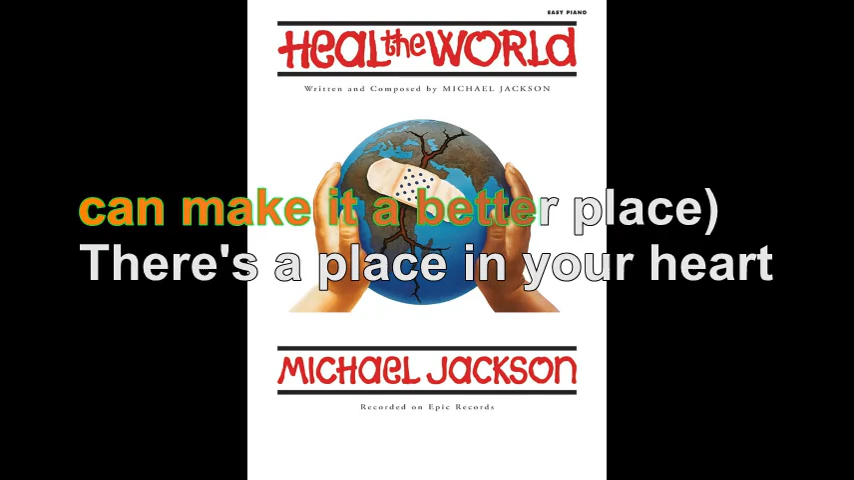 EASY PIANO
Heal the World
Written and Composed by MICHAEL JACKSON
can make it a better place)
There's a place in your heart
MICHAEL JACKSON
Recorded on Epic Records